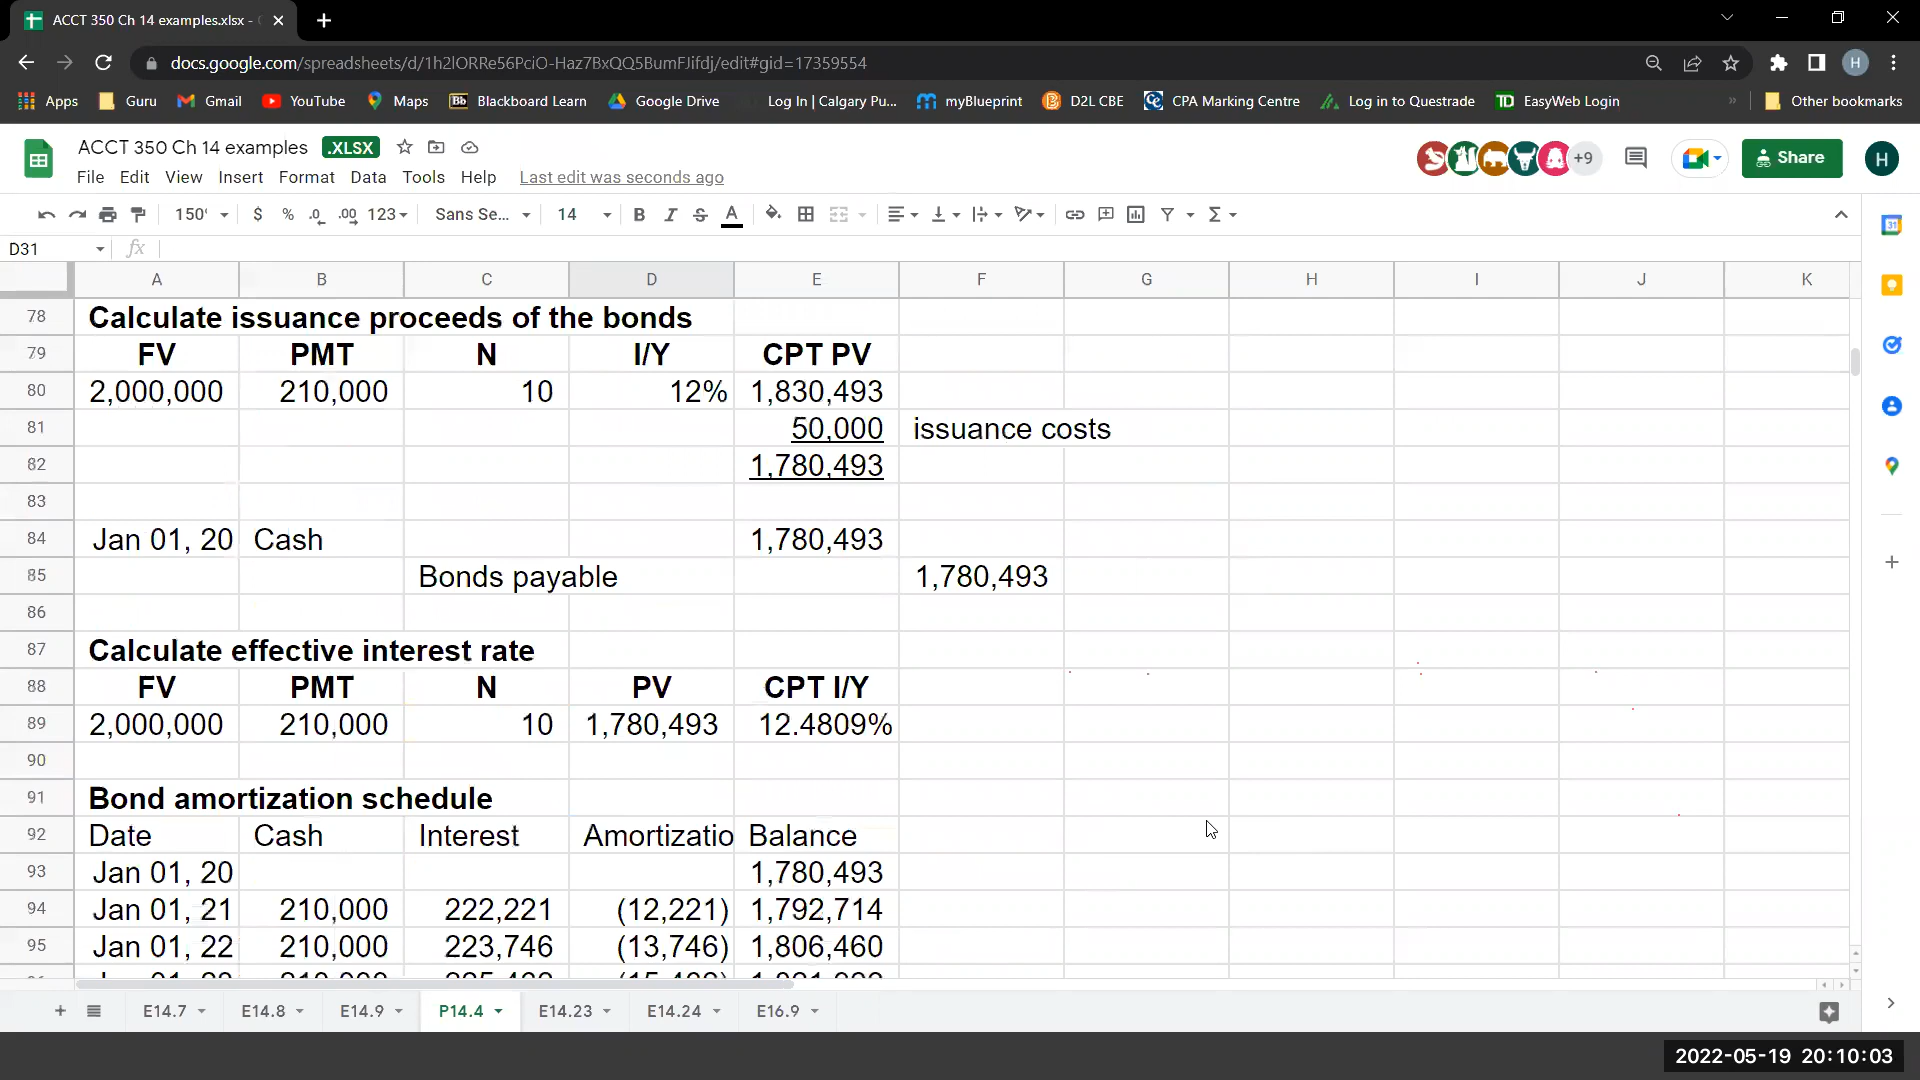 ACCT 350 Ch 14 examples.xlsx -
docs.google.com/spreadsheets/d/1h2lORRe56PciO-Haz7BxQQ5BumFJifdj/edit#gid=17359554
H
Apps Guru Gmail YouTube Maps Bb Blackboard Learn Google Drive Log In | Calgary Pu... myBlueprint D2L CBE CPA Marking Centre Log in to Questrade TD EasyWeb Login » Other bookmarks
ACCT 350 Ch 14 examples .XLSX
+9 Share H
File Edit View Insert Format Data Tools Help Last edit was seconds ago
150% $ % .0 .00 123 Sans Se... 14 B I S A Σ
31
D31 fx
A B C D E F G H I J K
78 Calculate issuance proceeds of the bonds
79 FV PMT N I/Y CPT PV
80 2,000,000 210,000 10 12% 1,830,493
81 50,000 issuance costs
82 1,780,493
83
84 Jan 01, 20 Cash 1,780,493
85 Bonds payable 1,780,493
86
87 Calculate effective interest rate
88 FV PMT N PV CPT I/Y
89 2,000,000 210,000 10 1,780,493 12.4809%
90
91 Bond amortization schedule
92 Date Cash Interest Amortizatio Balance
93 Jan 01, 20 1,780,493
94 Jan 01, 21 210,000 222,221 (12,221) 1,792,714
95 Jan 01, 22 210,000 223,746 (13,746) 1,806,460
+ E14.7 E14.8 E14.9 P14.4 E14.23 E14.24 E16.9
2022-05-19 20:10:03